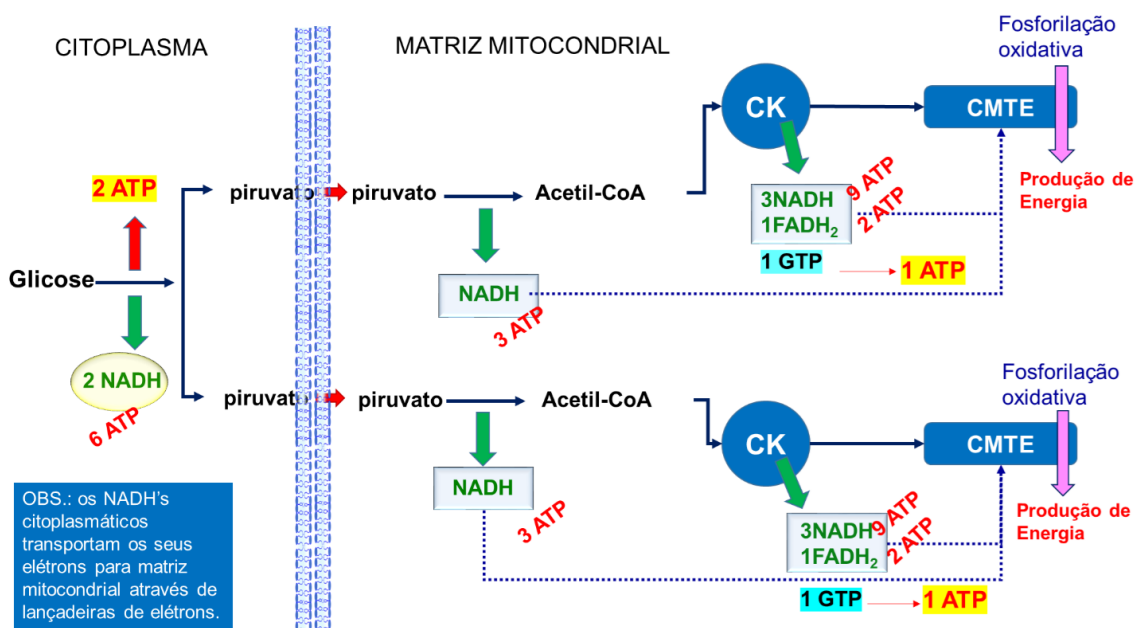 CITOPLASMA
MATRIZ MITOCONDRIAL
Fosforilação
oxidativa
CK
CMTE
2 ATP
piruvato
piruvato
Acetil-CoA
3NADH
1FADH₂
9 ATP
2 ATP
Produção de
Energia
1 GTP
1 ATP
Glicose
NADH
3 ATP
2 NADH
6 ATP
piruvato
piruvato
Acetil-CoA
Fosforilação
oxidativa
CK
CMTE
NADH
3 ATP
3NADH
1FADH₂
9 ATP
2 ATP
Produção de
Energia
1 GTP
1 ATP
OBS.: os NADH's
citoplasmáticos
transportam os seus
elétrons para matriz
mitocondrial através de
lançadeiras de elétrons.